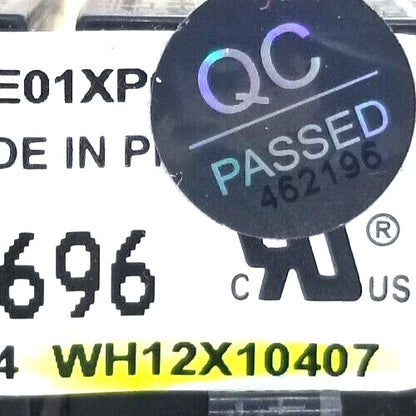 QC
PASSED
462196
E01XP
DE IN P
696
C US ®
4 WH12X10407